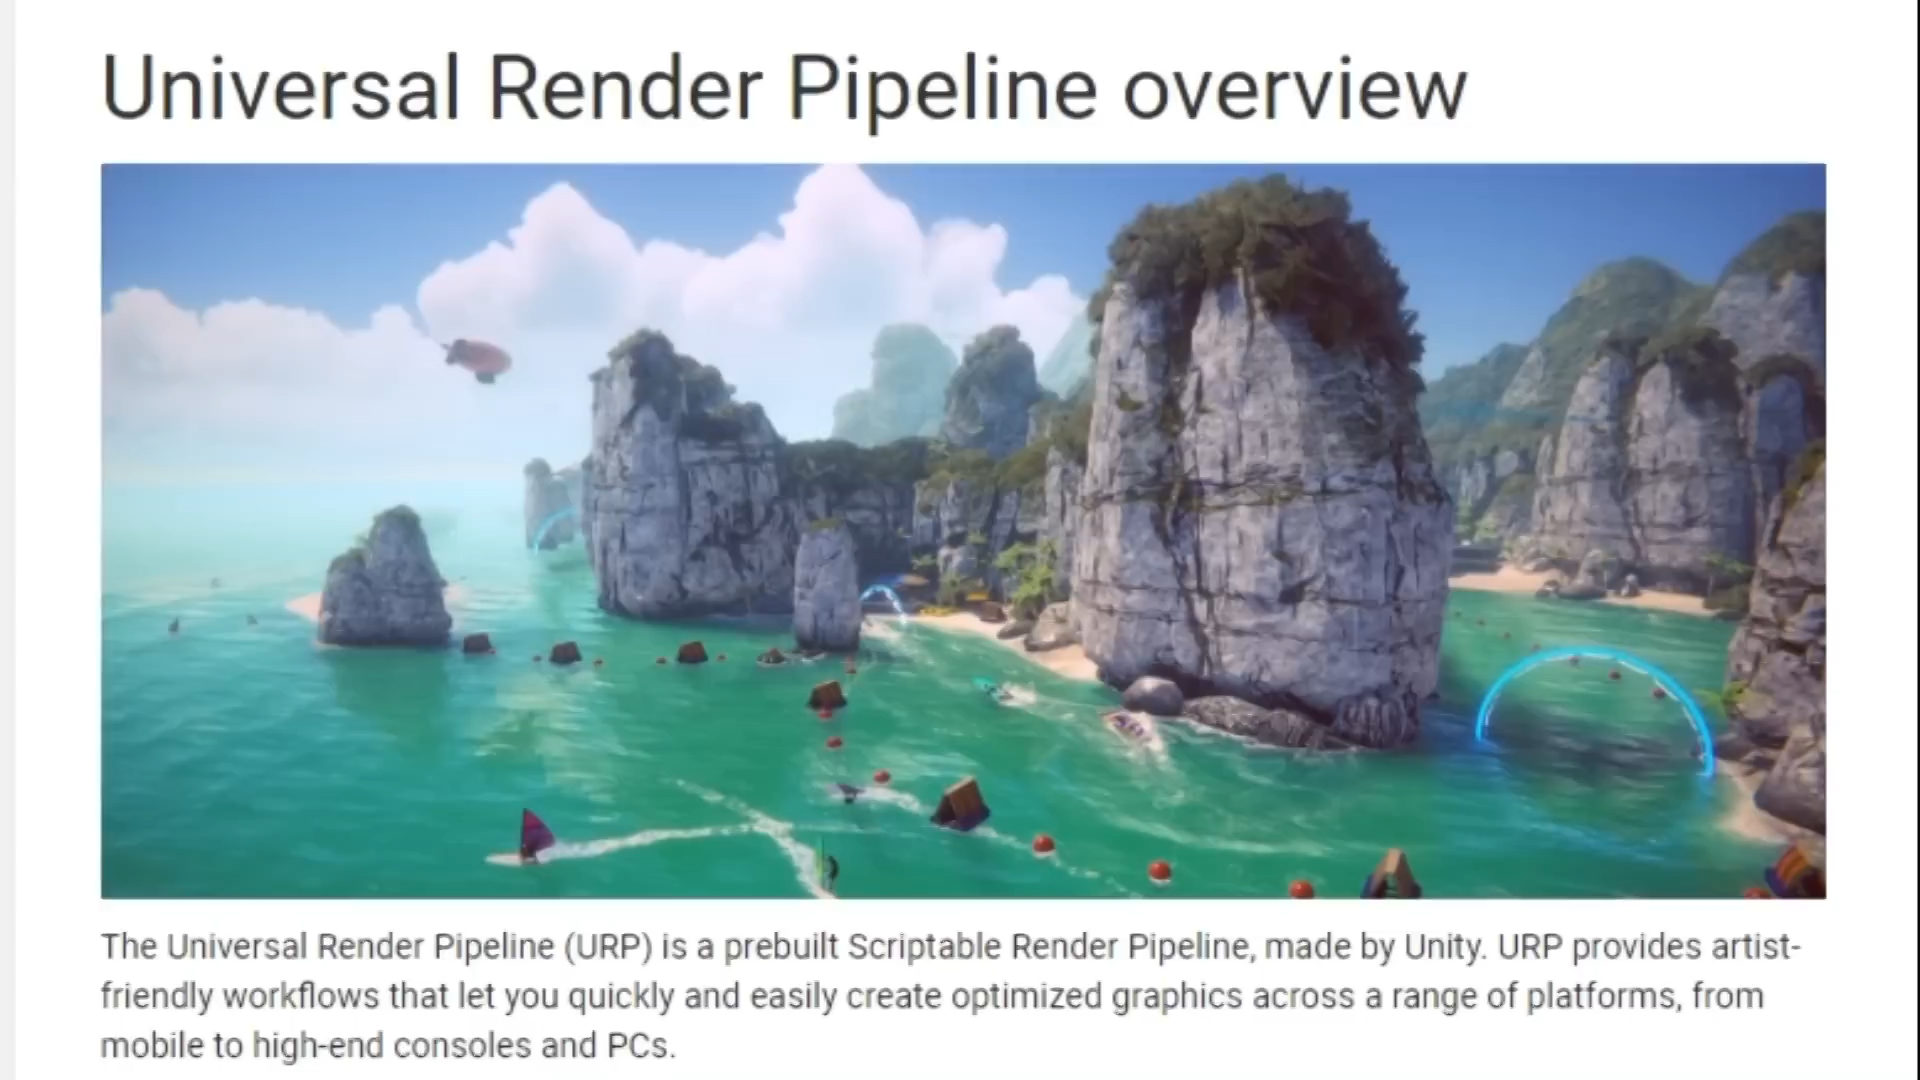 Universal Render Pipeline overview
The Universal Render Pipeline (URP) is a prebuilt Scriptable Render Pipeline, made by Unity. URP provides artist-
friendly workflows that let you quickly and easily create optimized graphics across a range of platforms, from
mobile to high-end consoles and PCs.